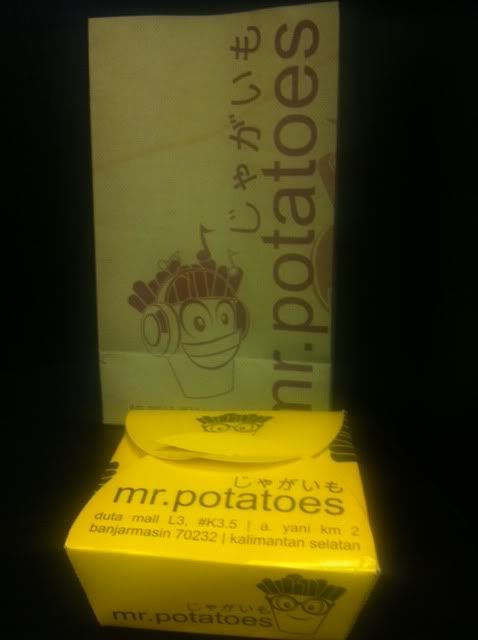 じゃがいも
mr.potatoes
じゃがいも
mr.potatoes
duta mall L3, #K3.5 | a. yani km 2
banjarmasin 70232 | kalimantan selatan
じゃがいも
mr.potatoes